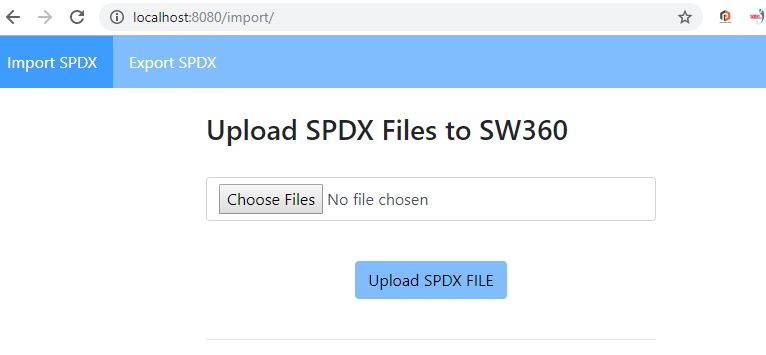 localhost:8080/import/
Import SPDX Export SPDX
Upload SPDX Files to SW360
Choose Files No file chosen
Upload SPDX FILE